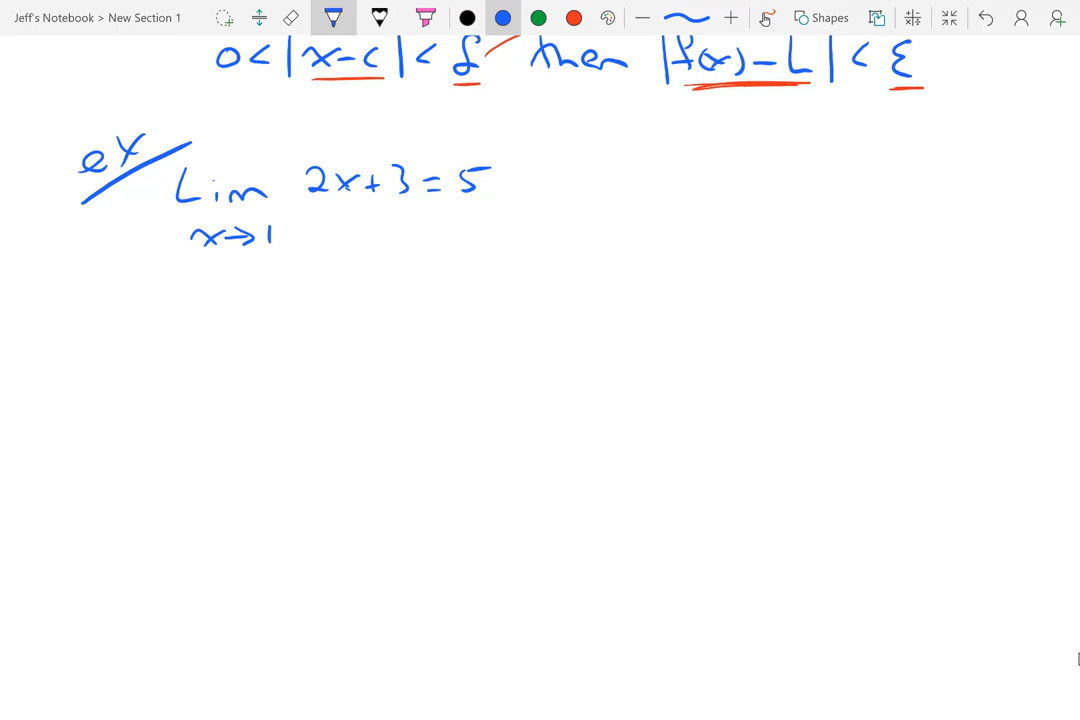 Jeff's Notebook > New Section 1
Shapes
0 < |x-c| < δ then |f(x)-L| < ε
ex
Lim 2x+3 = 5
x→1